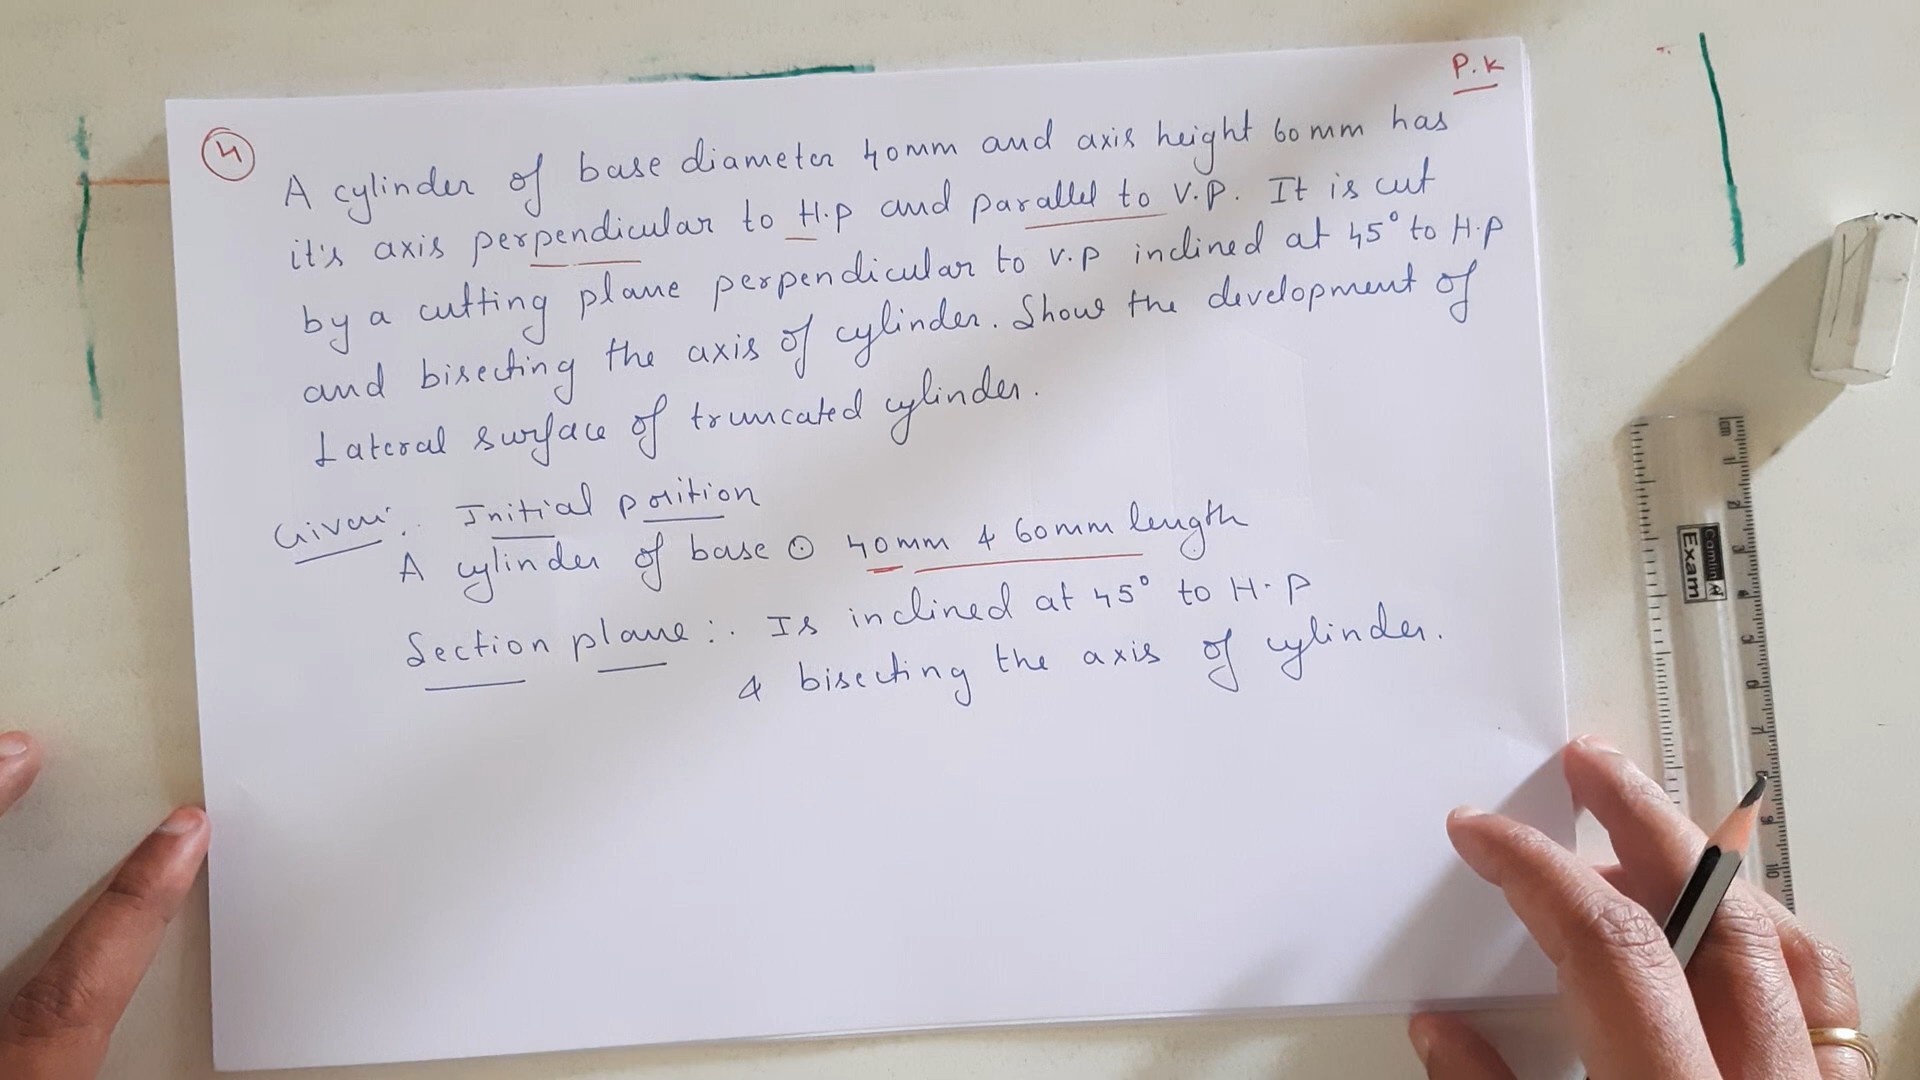 P.K
4
A cylinder of base diameter 40mm and axis height 60mm has
it's axis perpendicular to H.P and parallel to V.P. It is cut
by a cutting plane perpendicular to V.P inclined at 45° to H.P
and bisecting the axis of cylinder. Show the development of
Lateral surface of truncated cylinder.
Given:. Initial position
A cylinder of base ⊙ 40mm & 60mm length
Section plane:. Is inclined at 45° to H.P
& bisecting the axis of cylinder.
Camlin
Exam
cm